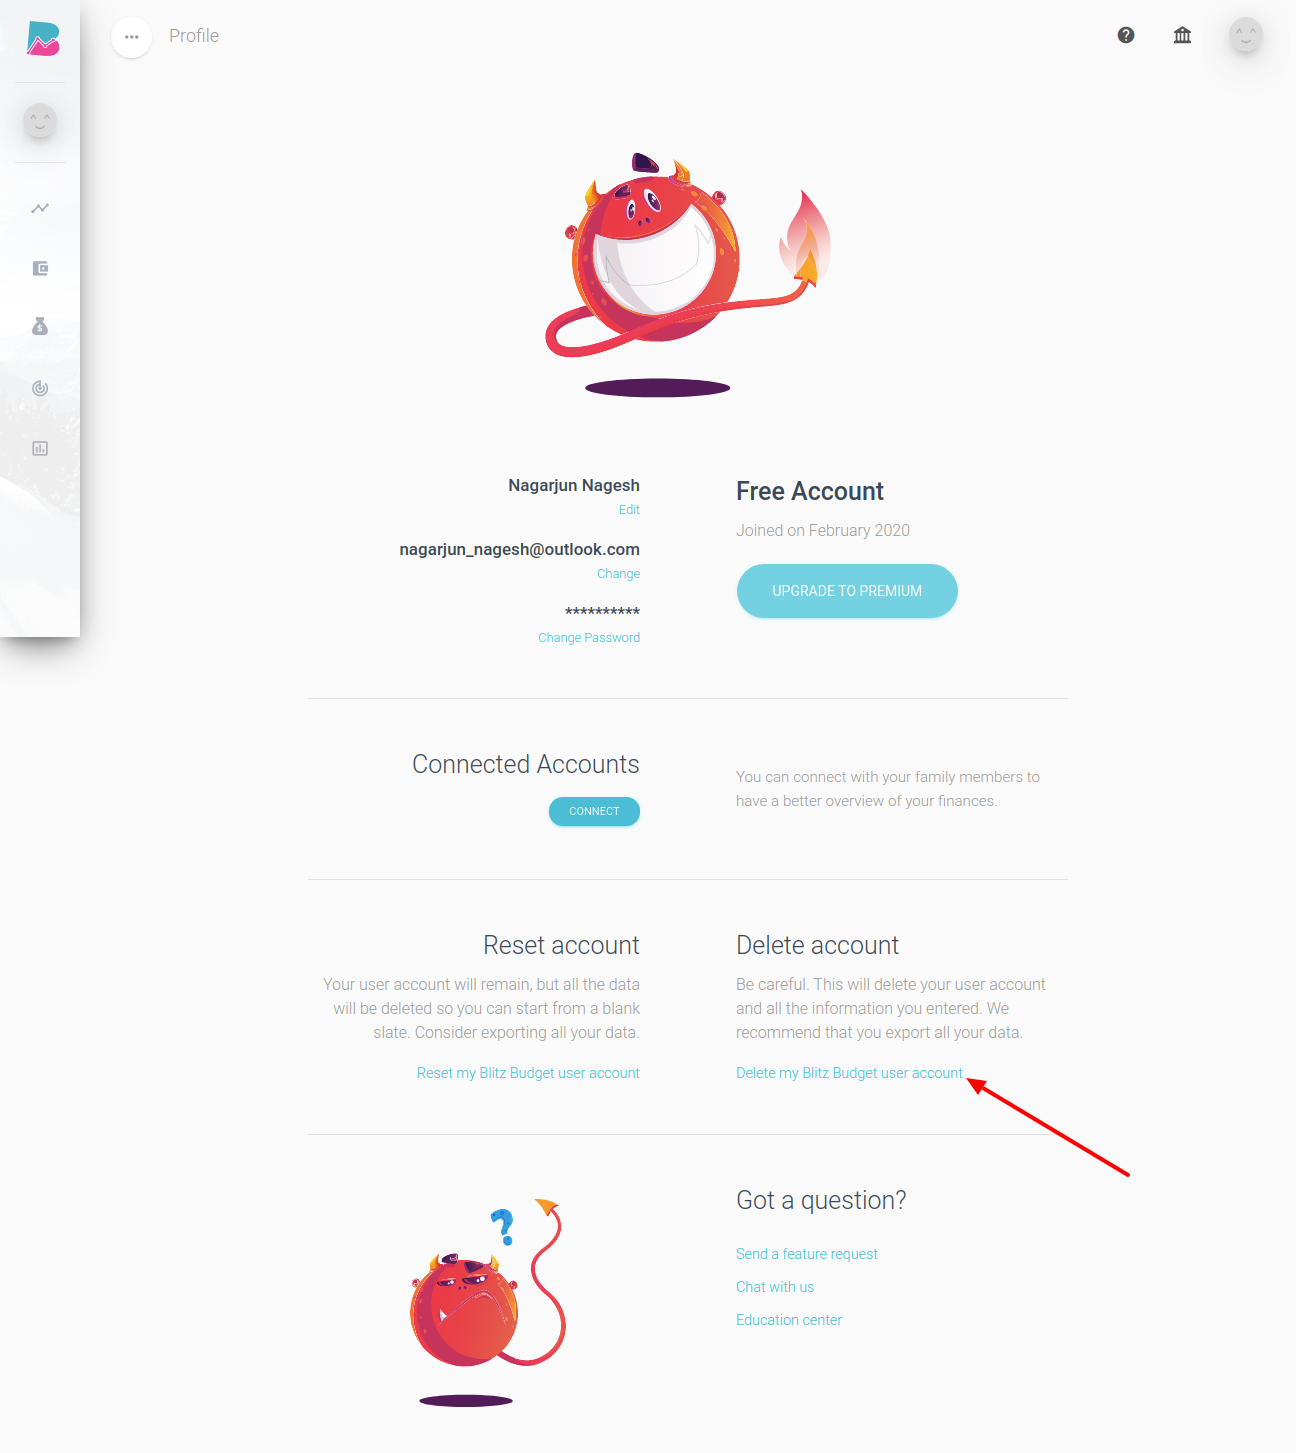 Profile
Nagarjun Nagesh
Edit
nagarjun_nagesh@outlook.com
Change
**********
Change Password
Free Account
Joined on February 2020
UPGRADE TO PREMIUM
Connected Accounts
CONNECT
You can connect with your family members to
have a better overview of your finances.
Reset account
Your user account will remain, but all the data
will be deleted so you can start from a blank
slate. Consider exporting all your data.
Reset my Blitz Budget user account
Delete account
Be careful. This will delete your user account
and all the information you entered. We
recommend that you export all your data.
Delete my Blitz Budget user account
?
Got a question?
Send a feature request
Chat with us
Education center